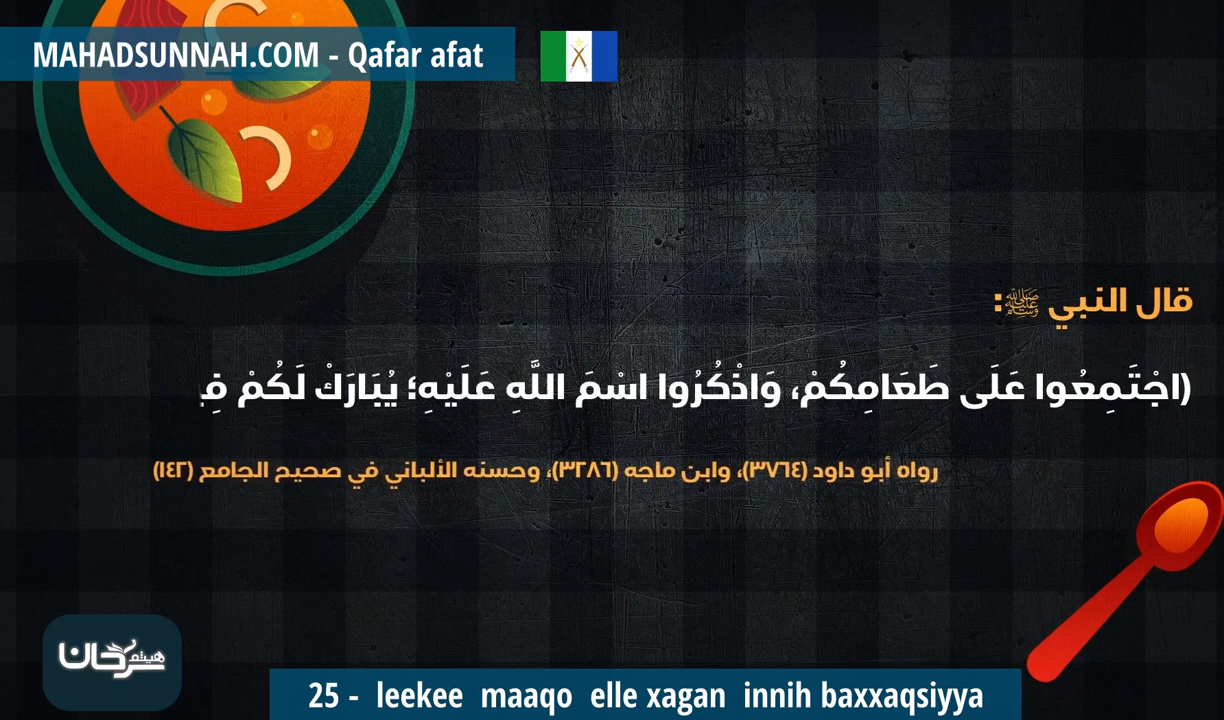 MAHADSUNNAH.COM - Qafar afat
قال النبي ﷺ:
(اجْتَمِعُوا عَلَى طَعَامِكُمْ، وَاذْكُرُوا اسْمَ اللَّهِ عَلَيْهِ؛ يُبَارَكْ لَكُمْ فِ
رواه أبو داود (٣٧٦٤)، وابن ماجه (٣٢٨٦)، وحسنه الألباني في صحيح الجامع (١٤٢)
هيثم سرحان
25 - leekee maaqo elle xagan innih baxxaqsiyya